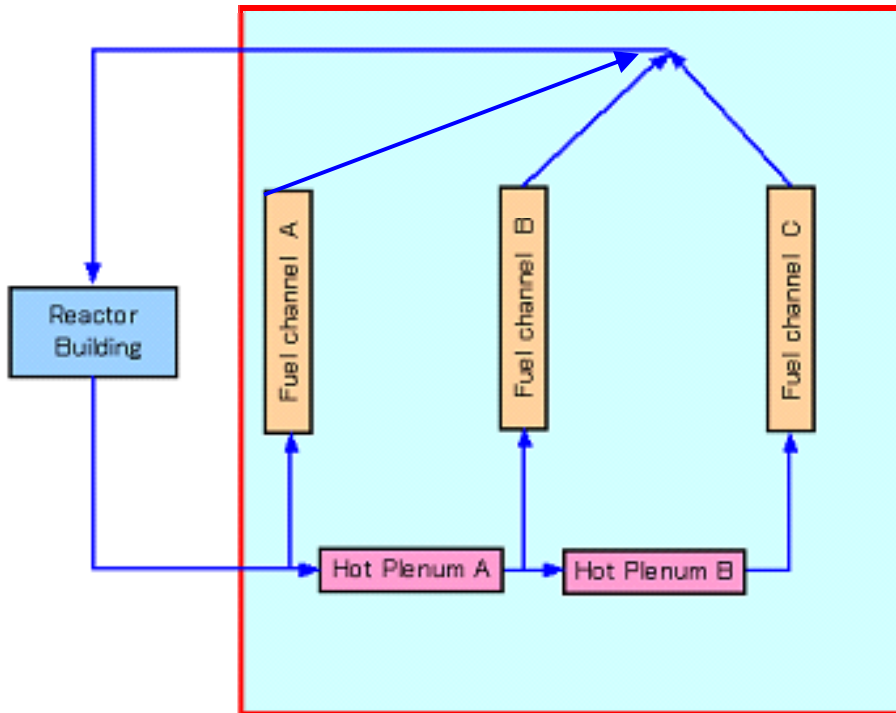 Reactor
Building
Fuel channel A
Fuel channel B
Fuel channel C
Hot Plenum A
Hot Plenum B